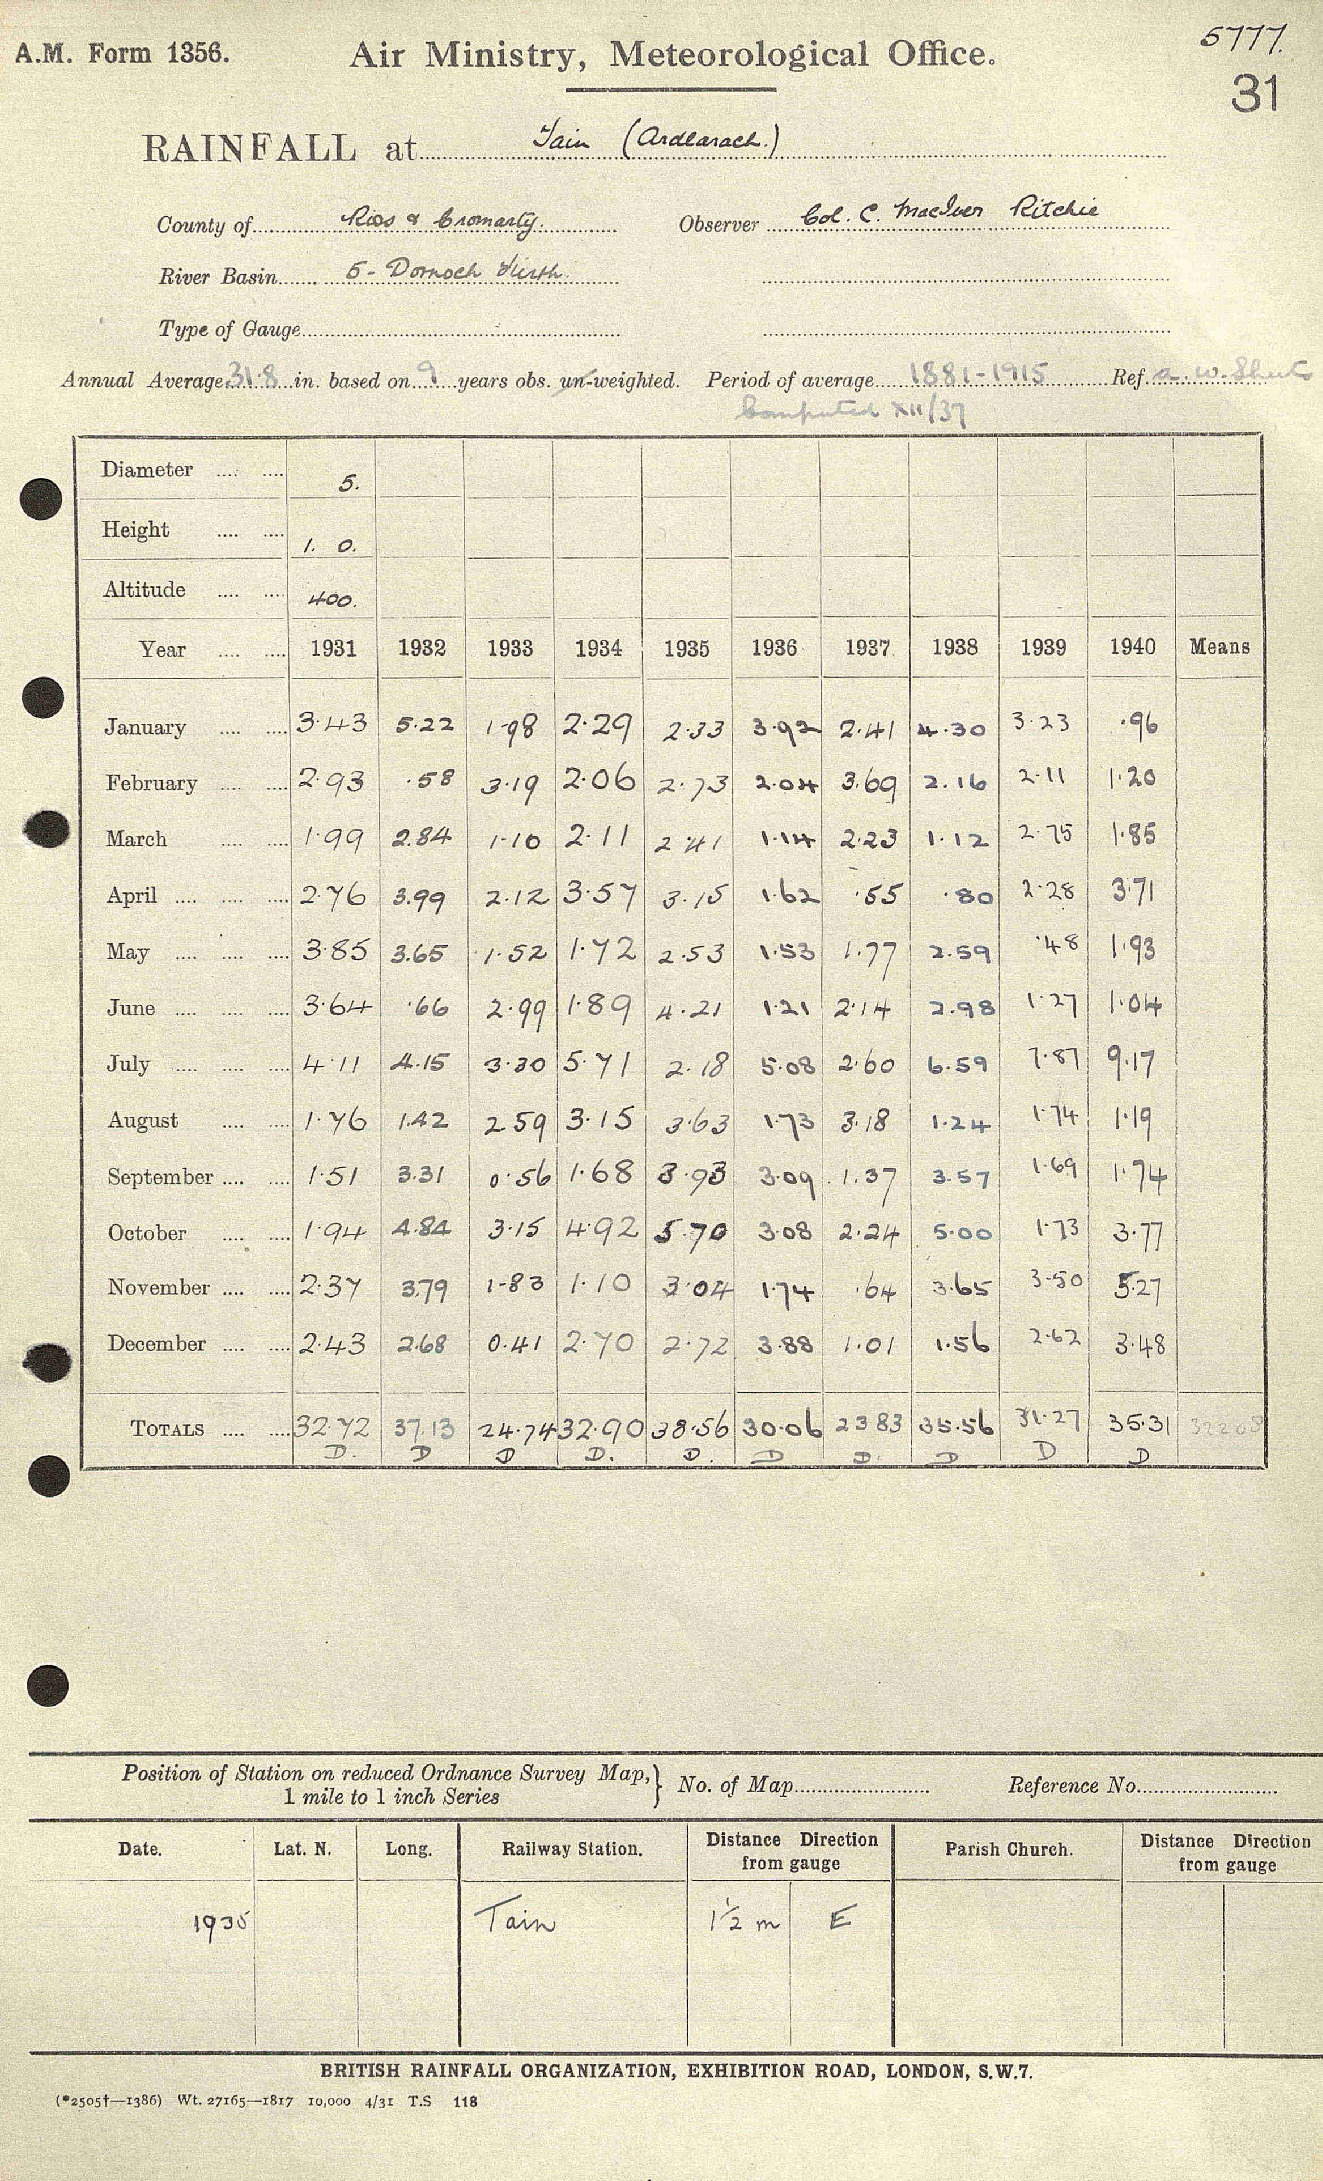 5777.
A.M. Form 1356. Air Ministry, Meteorological Office.
31
RAINFALL at Tain (Ardlarach.)
County of Ross & Cromarty. Observer Col. C. MacIver Ritchie
River Basin 5 - Dornoch Firth.
Type of Gauge
Annual Average 31.8 in. based on 9 years obs. un-weighted. Period of average 1881-1915 Ref. a. w. Sheets
Computed XII/37
Diameter 5.
Height 1. 0.
Altitude 400.
Year 1931 1932 1933 1934 1935 1936 1937 1938 1939 1940 Means
January 3.43 5.22 1.98 2.29 2.33 3.92 2.41 4.30 3.23 .96
February 2.93 .58 3.19 2.06 2.73 2.04 3.69 2.16 2.11 1.20
March 1.99 2.84 1.10 2.11 2.41 1.14 2.23 1.12 2.75 1.85
April 2.76 3.99 2.12 3.57 3.15 1.62 .55 .80 2.28 3.71
May 3.85 3.65 1.52 1.72 2.53 1.53 1.77 2.59 .48 1.93
June 3.64 .66 2.99 1.89 4.21 1.21 2.14 2.98 1.27 1.04
July 4.11 4.15 3.30 5.71 2.18 5.08 2.60 6.59 7.87 9.17
August 1.76 1.42 2.59 3.15 3.63 1.73 3.18 1.24 1.74 1.19
September 1.51 3.31 0.56 1.68 3.93 3.09 1.37 3.57 1.69 1.74
October 1.94 4.84 3.15 4.92 5.70 3.08 2.24 5.00 1.73 3.77
November 2.37 3.79 1.83 1.10 3.04 1.74 .64 3.65 3.50 5.27
December 2.43 2.68 0.41 2.70 2.72 3.88 1.01 1.56 2.62 3.48
TOTALS 32.72 37.13 24.74 32.90 38.56 30.06 23.83 35.56 31.27 35.31 322.08
D. D D D. D. D D. D D D
Position of Station on reduced Ordnance Survey Map, } No. of Map Reference No.
1 mile to 1 inch Series
Date. Lat. N. Long. Railway Station. Distance Direction from gauge Parish Church. Distance Direction from gauge
1935 Tain 1½ m E
BRITISH RAINFALL ORGANIZATION, EXHIBITION ROAD, LONDON, S.W.7.
(*2505†—1386) Wt. 27165—1817 10,000 4/31 T.S 118